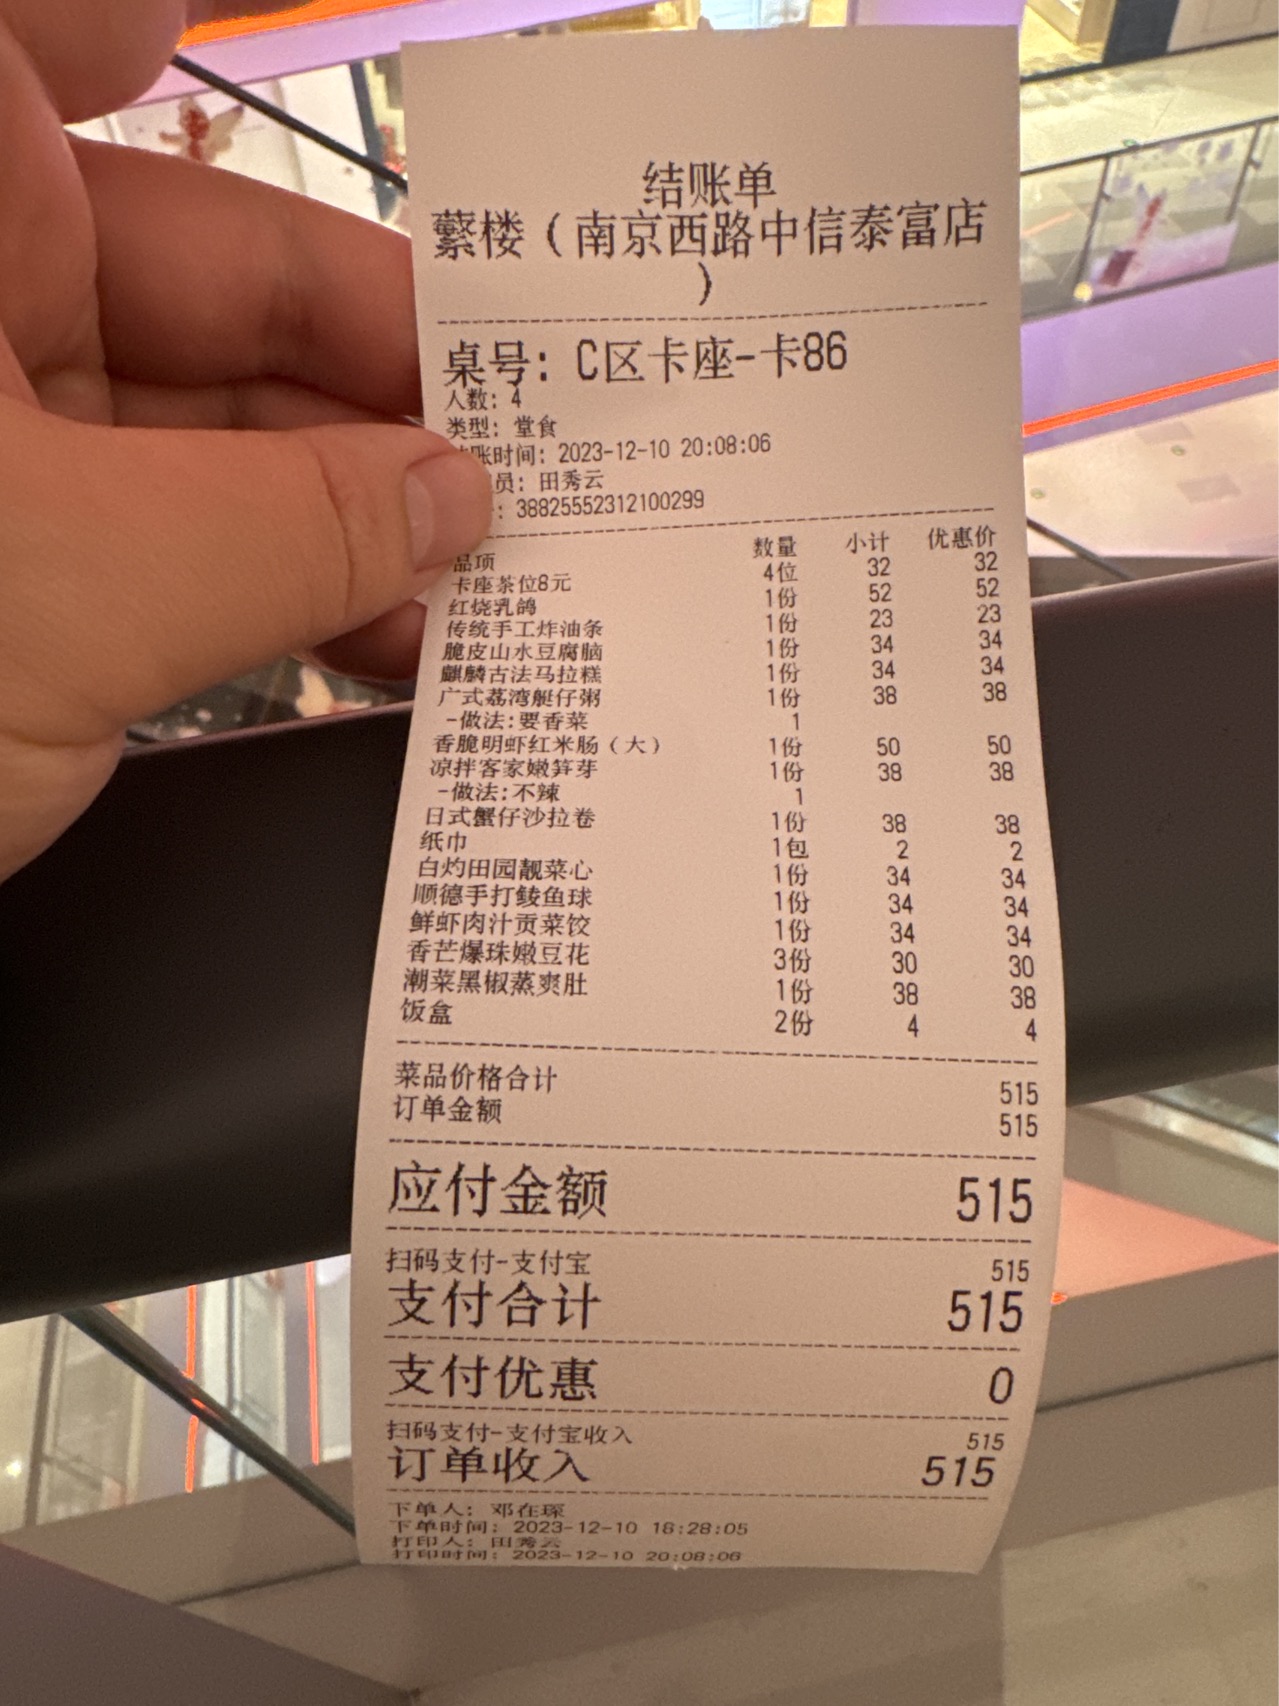 结账单
蘩楼（南京西路中信泰富店
）
桌号: C区卡座-卡86
人数: 4
类型: 堂食
账时间: 2023-12-10 20:08:06
员: 田秀云
: 38825552312100299
品项 数量 小计 优惠价
卡座茶位8元 4位 32 32
红烧乳鸽 1份 52 52
传统手工炸油条 1份 23 23
脆皮山水豆腐脑 1份 34 34
麒麟古法马拉糕 1份 34 34
广式荔湾艇仔粥 1份 38 38
-做法:要香菜 1
香脆明虾红米肠（大） 1份 50 50
凉拌客家嫩笋芽 1份 38 38
-做法:不辣 1
日式蟹仔沙拉卷 1份 38 38
纸巾 1包 2 2
白灼田园靓菜心 1份 34 34
顺德手打鲮鱼球 1份 34 34
鲜虾肉汁贡菜饺 1份 34 34
香芒爆珠嫩豆花 3份 30 30
潮菜黑椒蒸爽肚 1份 38 38
饭盒 2份 4 4
菜品价格合计 515
订单金额 515
应付金额 515
扫码支付-支付宝 515
支付合计 515
支付优惠 0
扫码支付-支付宝收入 515
订单收入 515
下单人: 邓在琛
下单时间: 2023-12-10 18:28:05
打印人: 田秀云
打印时间: 2023-12-10 20:08:06